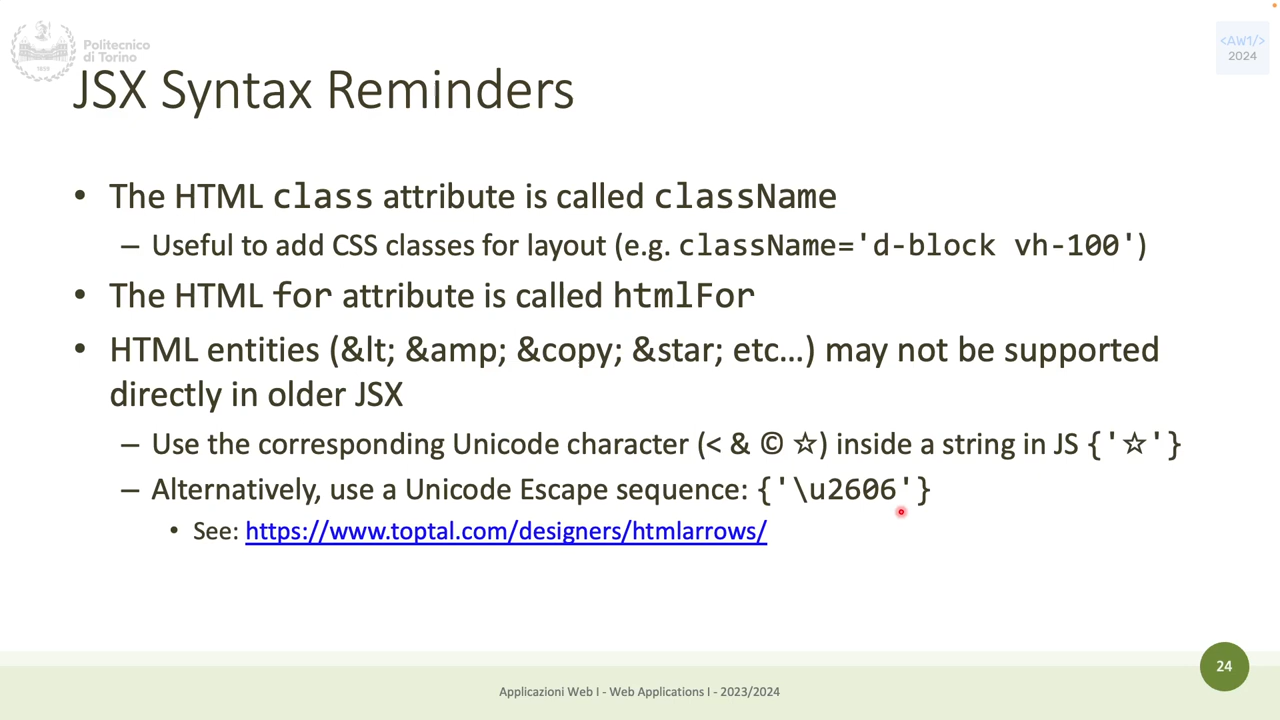 Politecnico
di Torino
1859
<AW1/>
2024
JSX Syntax Reminders
• The HTML class attribute is called className
– Useful to add CSS classes for layout (e.g. className='d-block vh-100')
• The HTML for attribute is called htmlFor
• HTML entities (&lt; &amp; &copy; &star; etc…) may not be supported
directly in older JSX
– Use the corresponding Unicode character (< & © ☆) inside a string in JS {'☆'}
– Alternatively, use a Unicode Escape sequence: {'\u2606'}
• See: https://www.toptal.com/designers/htmlarrows/
24
Applicazioni Web I - Web Applications I - 2023/2024